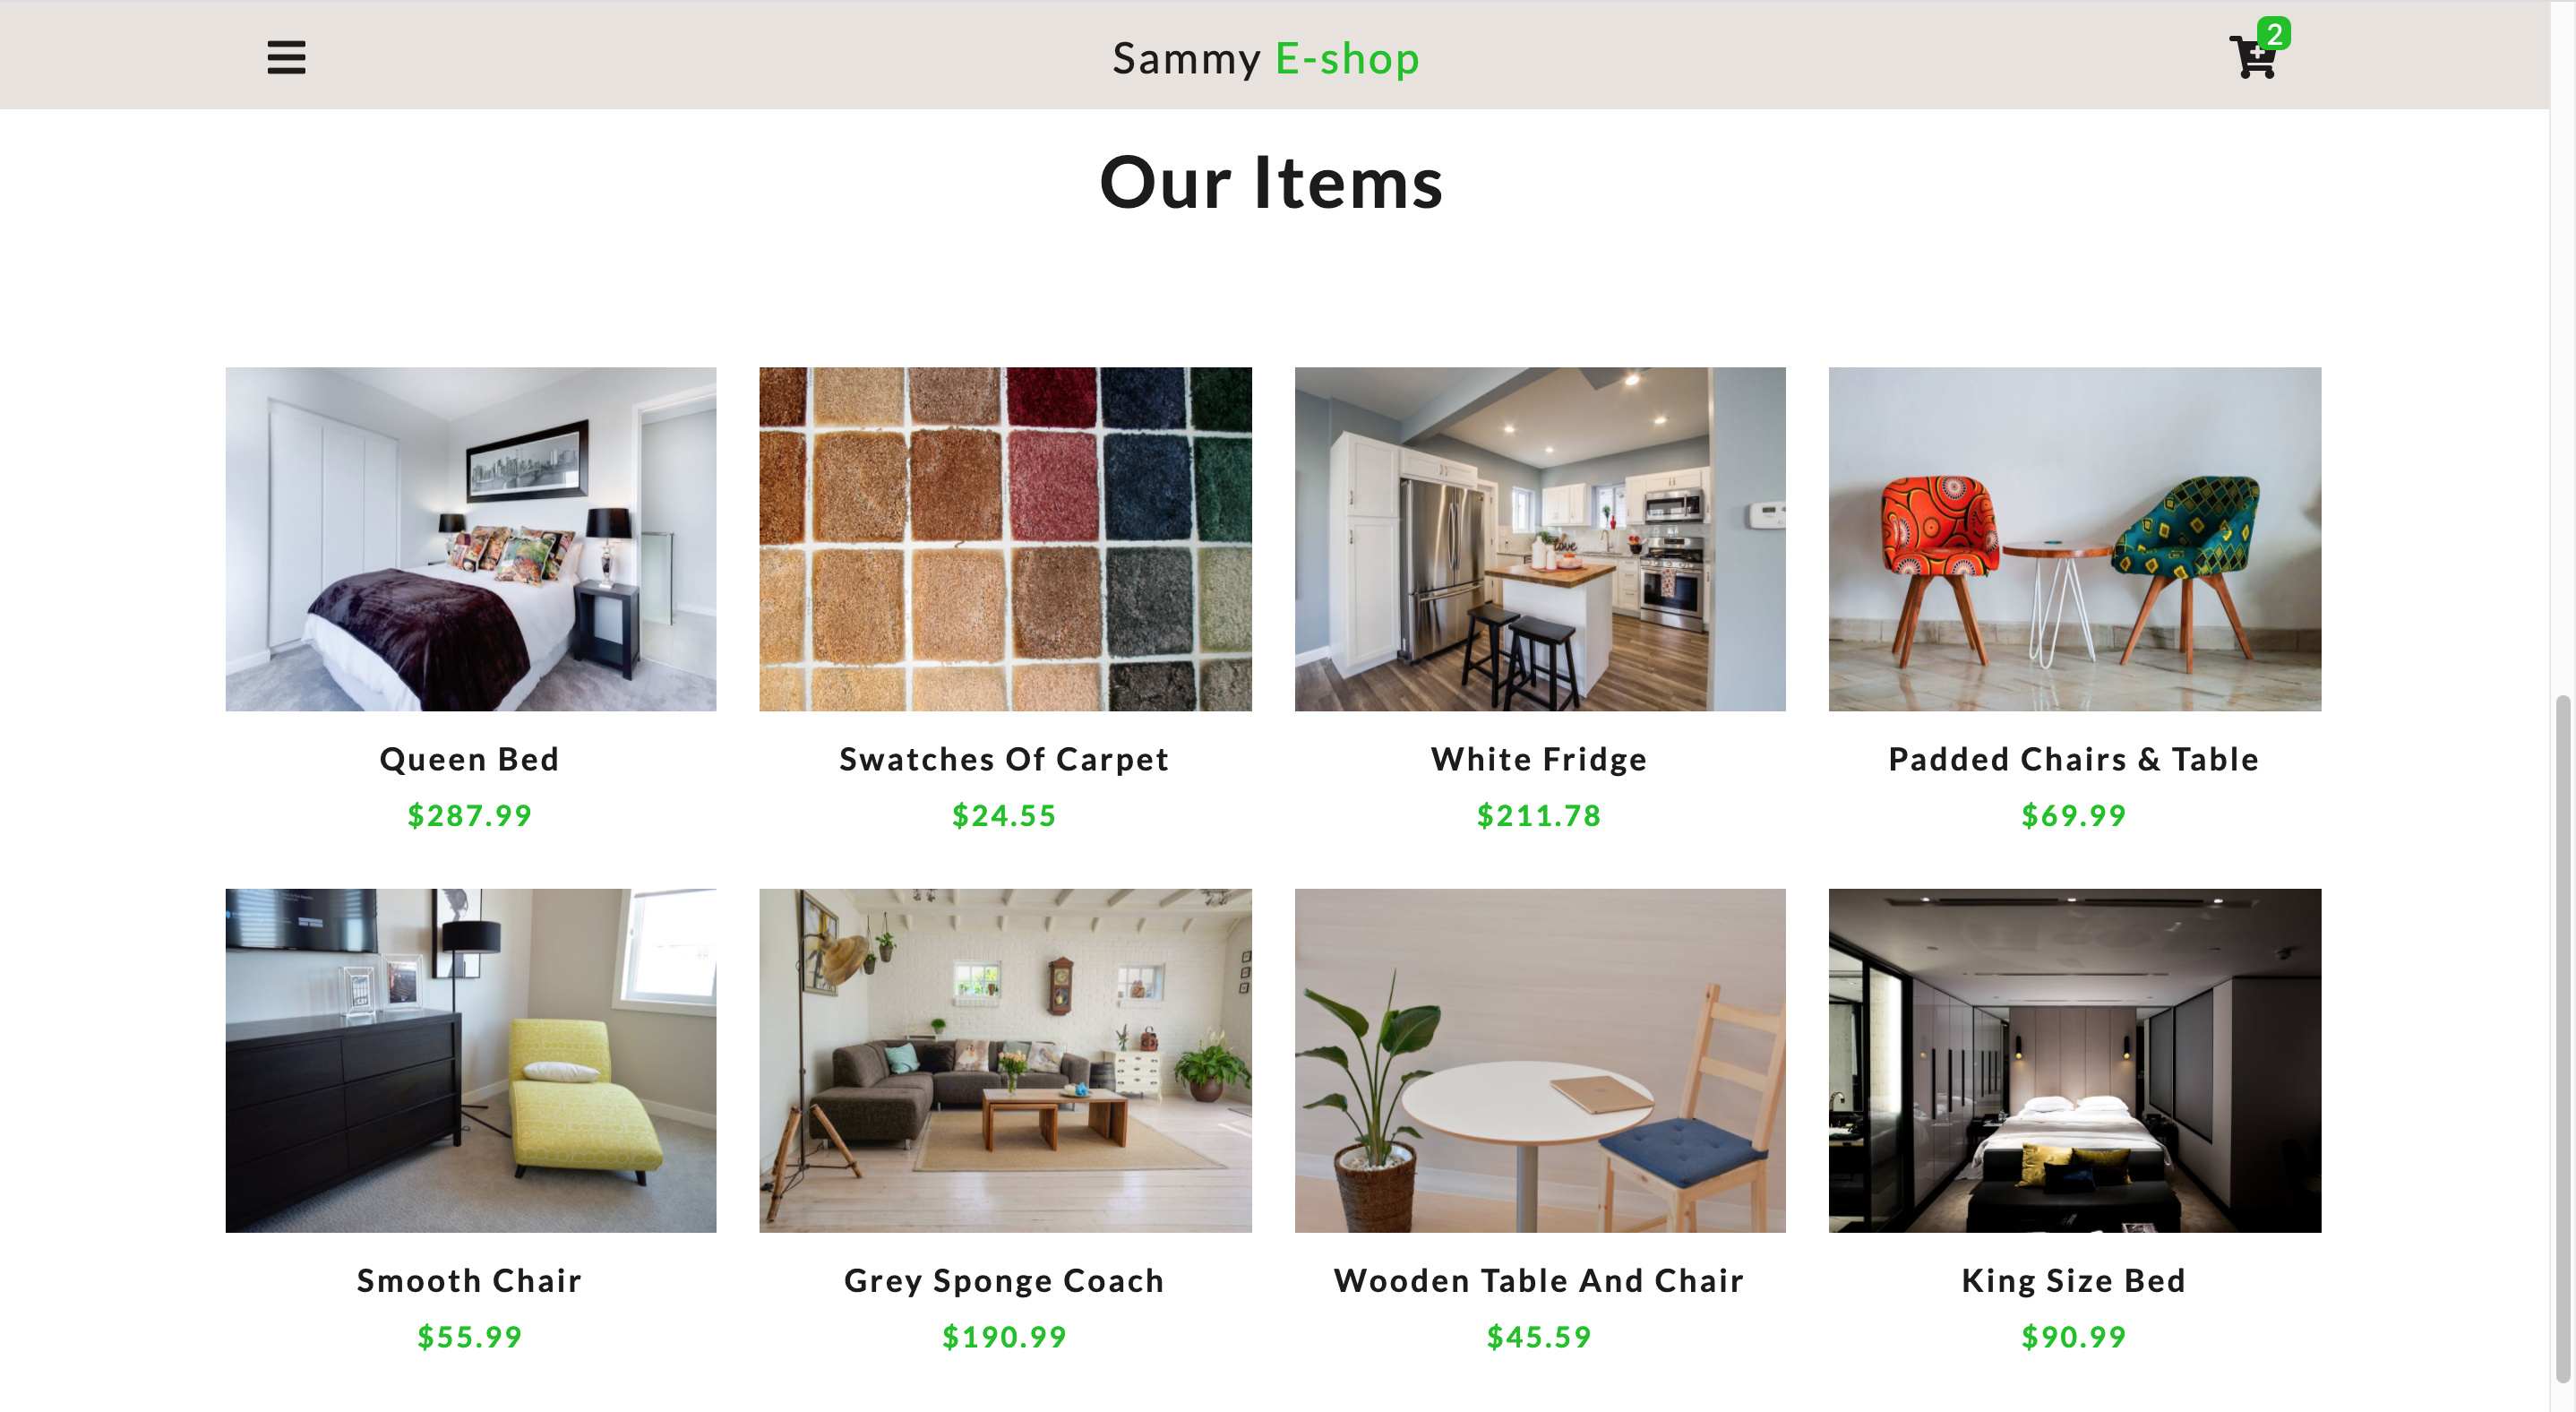 Sammy E-shop
2
Our Items
Queen Bed
$287.99
Swatches Of Carpet
$24.55
White Fridge
$211.78
love
Padded Chairs & Table
$69.99
Smooth Chair
$55.99
Grey Sponge Coach
$190.99
Wooden Table And Chair
$45.59
King Size Bed
$90.99